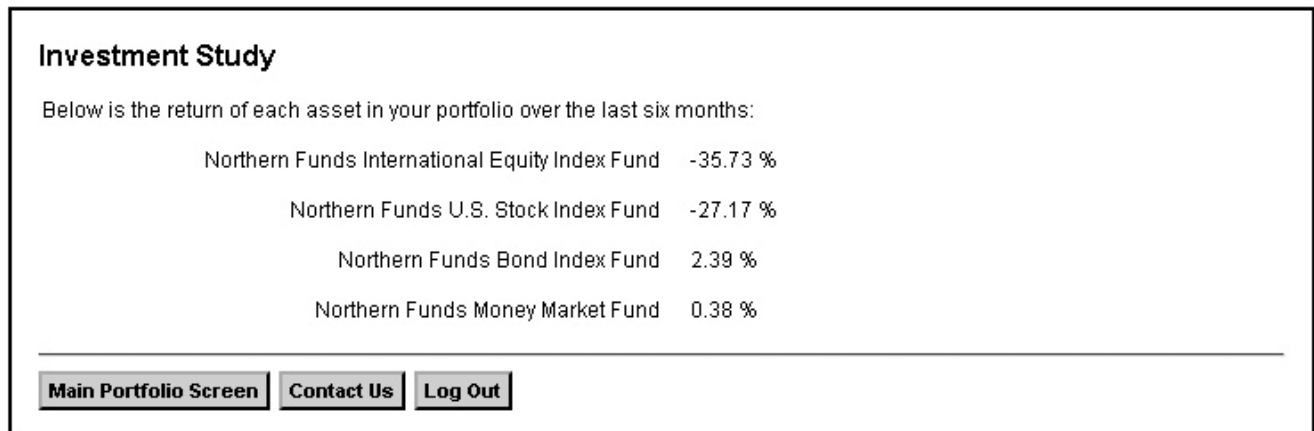 Investment Study
Below is the return of each asset in your portfolio over the last six months:
Northern Funds International Equity Index Fund -35.73 %
Northern Funds U.S. Stock Index Fund -27.17 %
Northern Funds Bond Index Fund 2.39 %
Northern Funds Money Market Fund 0.38 %
Main Portfolio Screen Contact Us Log Out